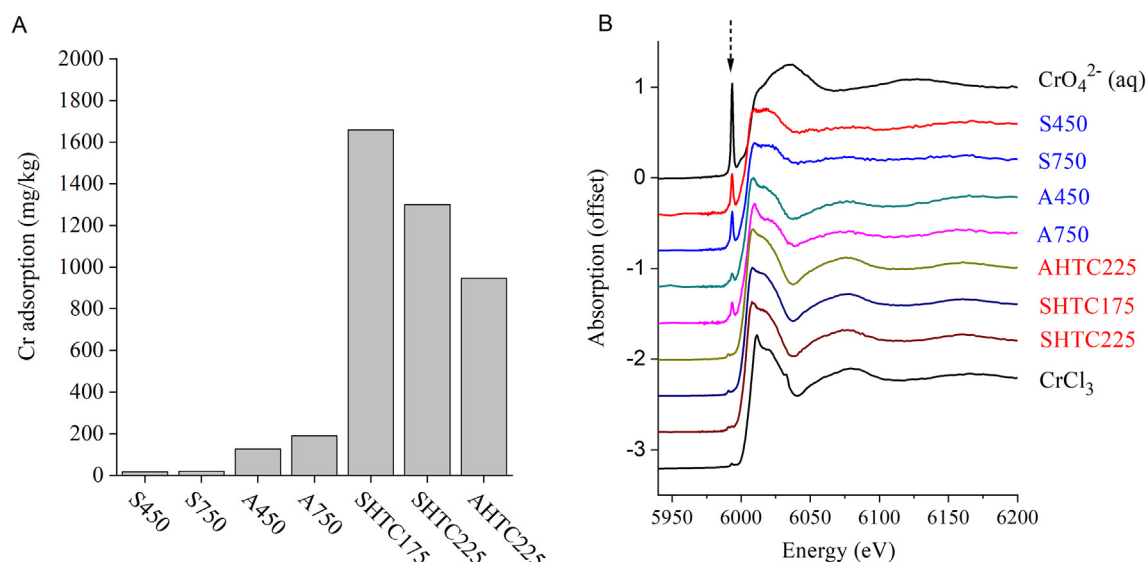 A
2000
1800
1600
1400
1200
1000
800
600
400
200
0
Cr adsorption (mg/kg)
S450
S750
A450
A750
SHTC175
SHTC225
AHTC225
B
1
0
-1
-2
-3
Absorption (offset)
5950
6000
6050
6100
6150
6200
Energy (eV)
CrO₄²⁻ (aq)
S450
S750
A450
A750
AHTC225
SHTC175
SHTC225
CrCl₃